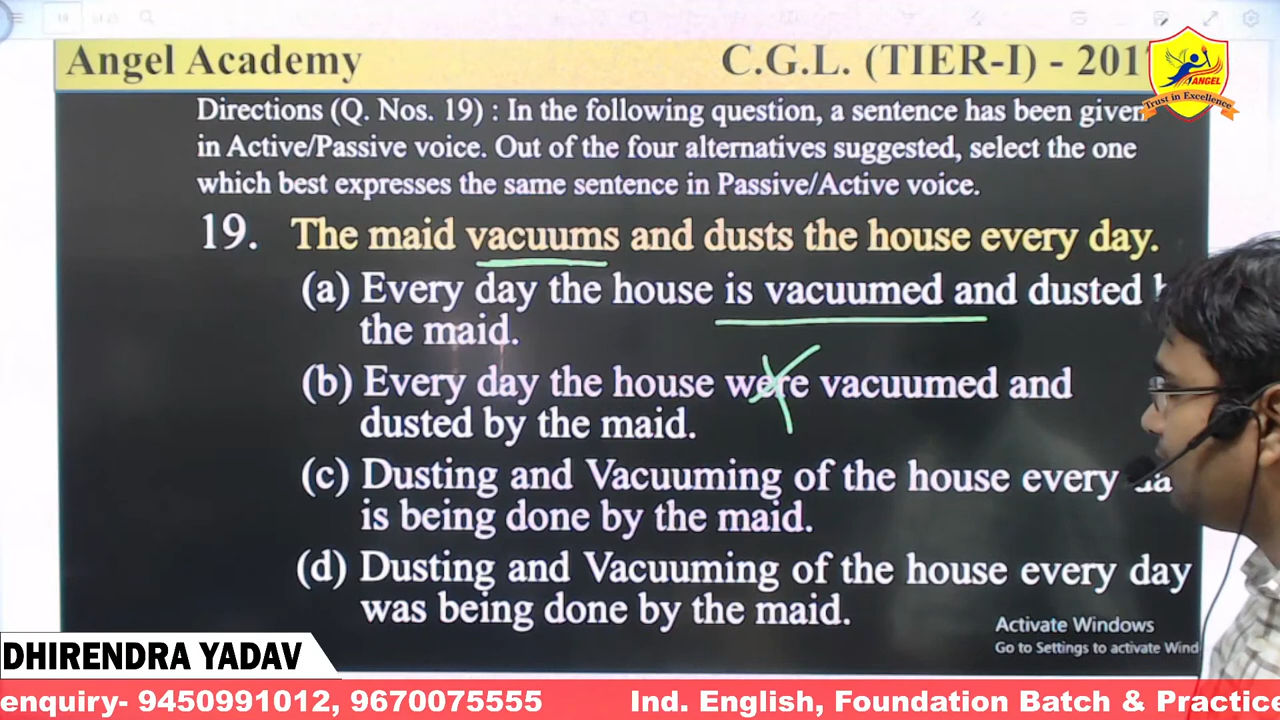 Angel Academy
C.G.L. (TIER-I) - 201
ANGEL
Trust in Excellence
Directions (Q. Nos. 19) : In the following question, a sentence has been given
in Active/Passive voice. Out of the four alternatives suggested, select the one
which best expresses the same sentence in Passive/Active voice.
19. The maid vacuums and dusts the house every day.
(a) Every day the house is vacuumed and dusted
the maid.
(b) Every day the house were vacuumed and
dusted by the maid.
(c) Dusting and Vacuuming of the house every
is being done by the maid.
(d) Dusting and Vacuuming of the house every day
was being done by the maid.
Activate Windows
Go to Settings to activate Wind
DHIRENDRA YADAV
enquiry- 9450991012, 9670075555 Ind. English, Foundation Batch & Practice